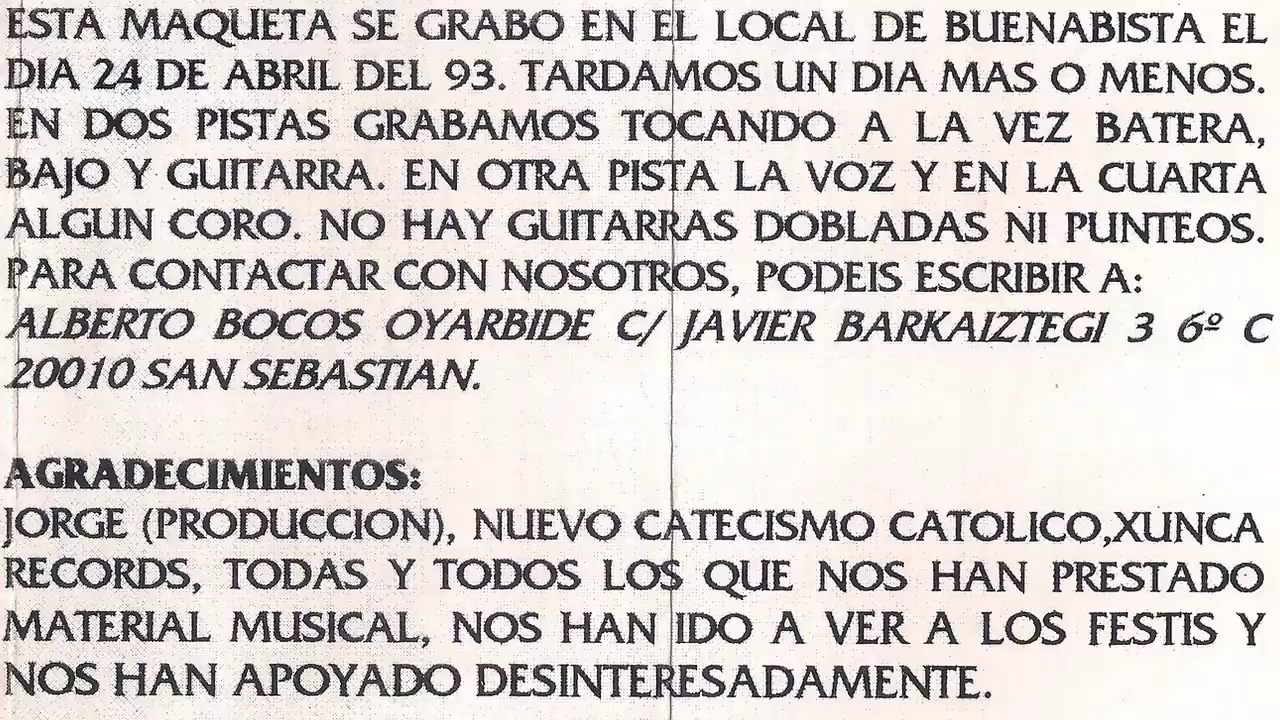 ESTA MAQUETA SE GRABO EN EL LOCAL DE BUENABISTA EL
DIA 24 DE ABRIL DEL 93. TARDAMOS UN DIA MAS O MENOS.
EN DOS PISTAS GRABAMOS TOCANDO A LA VEZ BATERA,
BAJO Y GUITARRA. EN OTRA PISTA LA VOZ Y EN LA CUARTA
ALGUN CORO. NO HAY GUITARRAS DOBLADAS NI PUNTEOS.
PARA CONTACTAR CON NOSOTROS, PODEIS ESCRIBIR A:
ALBERTO BOCOS OYARBIDE C/ JAVIER BARKAIZTEGI 3 6º C
20010 SAN SEBASTIAN.
AGRADECIMIENTOS:
JORGE (PRODUCCION), NUEVO CATECISMO CATOLICO,XUNCA
RECORDS, TODAS Y TODOS LOS QUE NOS HAN PRESTADO
MATERIAL MUSICAL, NOS HAN IDO A VER A LOS FESTIS Y
NOS HAN APOYADO DESINTERESADAMENTE.